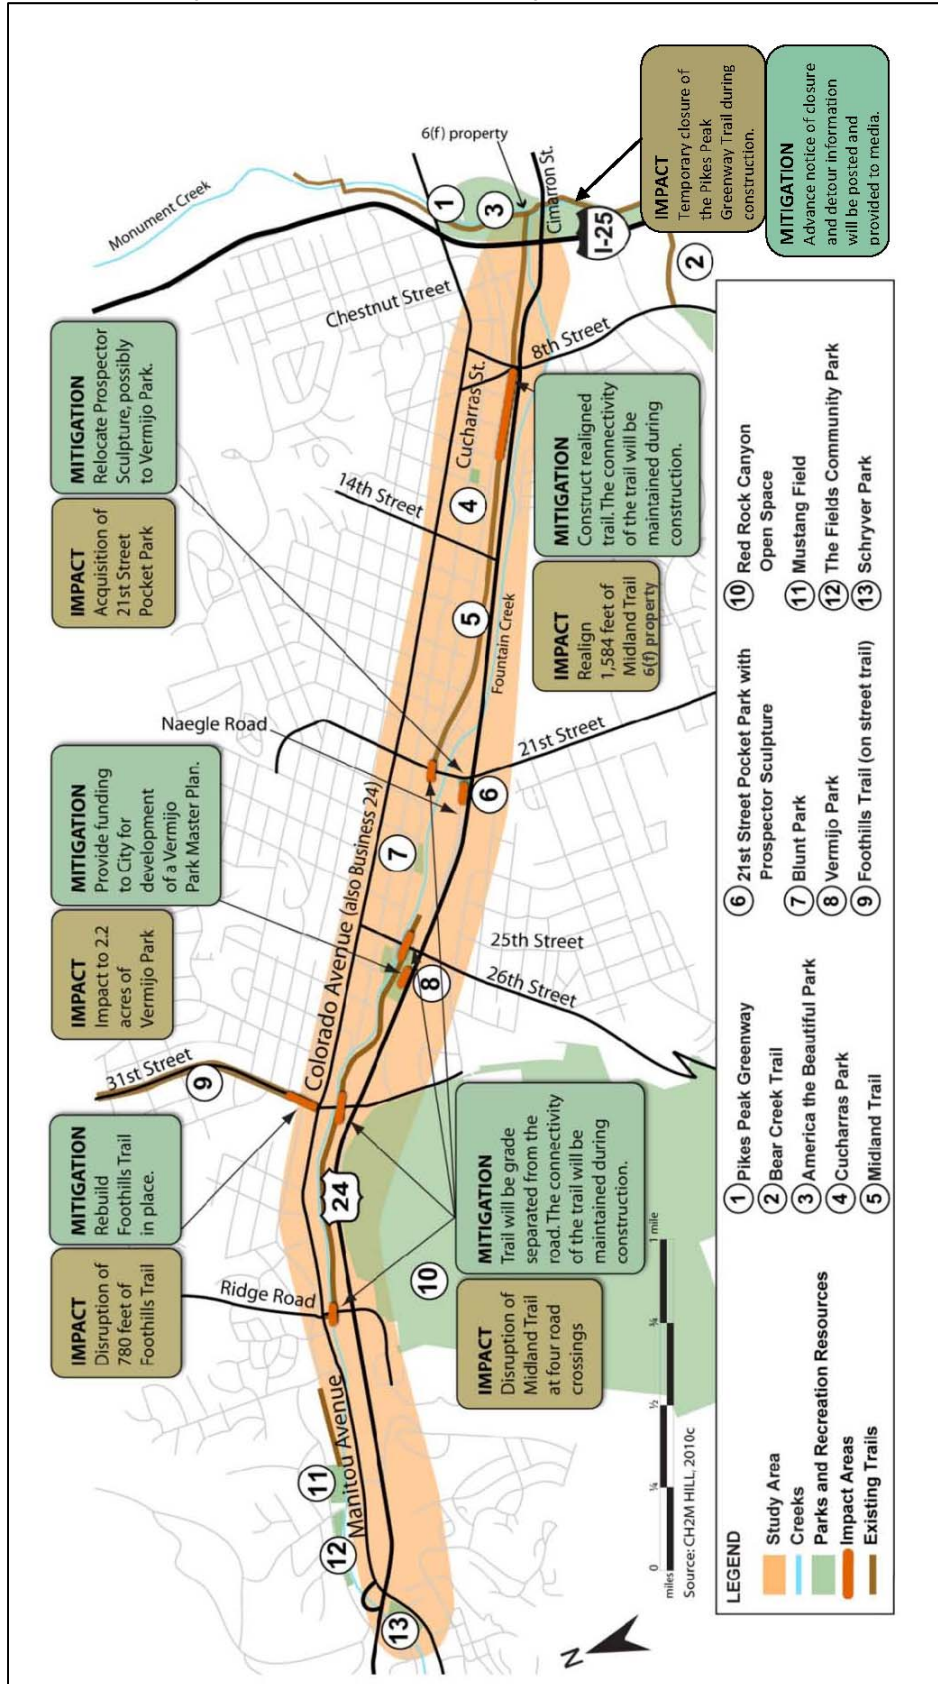 IMPACT
Disruption of
780 feet of
Foothills Trail
MITIGATION
Rebuild
Foothills Trail
in place.
IMPACT
Impact to 2.2
acres of
Vermijo Park
MITIGATION
Provide funding
to City for
development
of a Vermijo
Park Master Plan.
IMPACT
Acquisition of
21st Street
Pocket Park
MITIGATION
Relocate Prospector
Sculpture, possibly
to Vermijo Park.
Monument Creek
31st Street
9
Naegle Road
Chestnut Street
14th Street
6(f) property
Ridge Road
Colorado Avenue (also Business 24)
Cucharras St.
1
3
Cimarron St.
Manitou Avenue
11
12
13
24
7
4
5
8
6
Fountain Creek
8th Street
I-25
2
10
25th Street
26th Street
21st Street
IMPACT
Temporary closure of
the Pikes Peak
Greenway Trail during
construction.
MITIGATION
Advance notice of closure
and detour information
will be posted and
provided to media.
IMPACT
Disruption of
Midland Trail
at four road
crossings
MITIGATION
Trail will be grade
separated from the
road. The connectivity
of the trail will be
maintained during
construction.
IMPACT
Realign
1,584 feet of
Midland Trail
6(f) property
MITIGATION
Construct realigned
trail. The connectivity
of the trail will be
maintained during
construction.
N
0 ¼ ½ ¾ 1 mile
miles
Source: CH2M HILL, 2010c
LEGEND
Study Area
Creeks
Parks and Recreation Resources
Impact Areas
Existing Trails
1 Pikes Peak Greenway
2 Bear Creek Trail
3 America the Beautiful Park
4 Cucharras Park
5 Midland Trail
6 21st Street Pocket Park with
Prospector Sculpture
7 Blunt Park
8 Vermijo Park
9 Foothills Trail (on street trail)
10 Red Rock Canyon
Open Space
11 Mustang Field
12 The Fields Community Park
13 Schryver Park